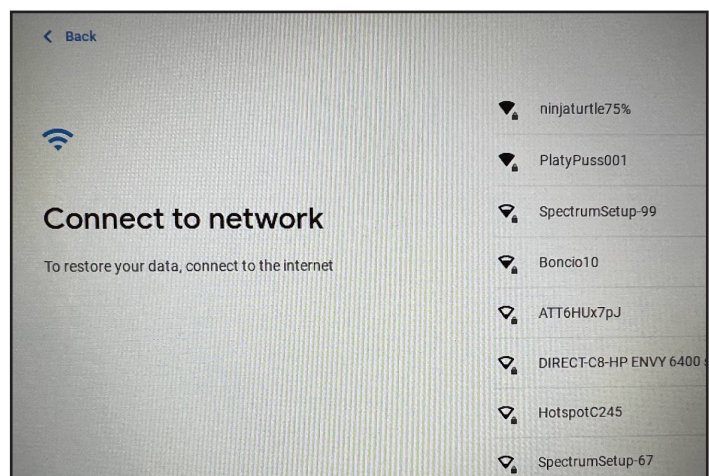 Back
Connect to network
To restore your data, connect to the internet
ninjaturtle75%
PlatyPuss001
SpectrumSetup-99
Boncio10
ATT6HUx7pJ
DIRECT-C8-HP ENVY 6400
HotspotC245
SpectrumSetup-67